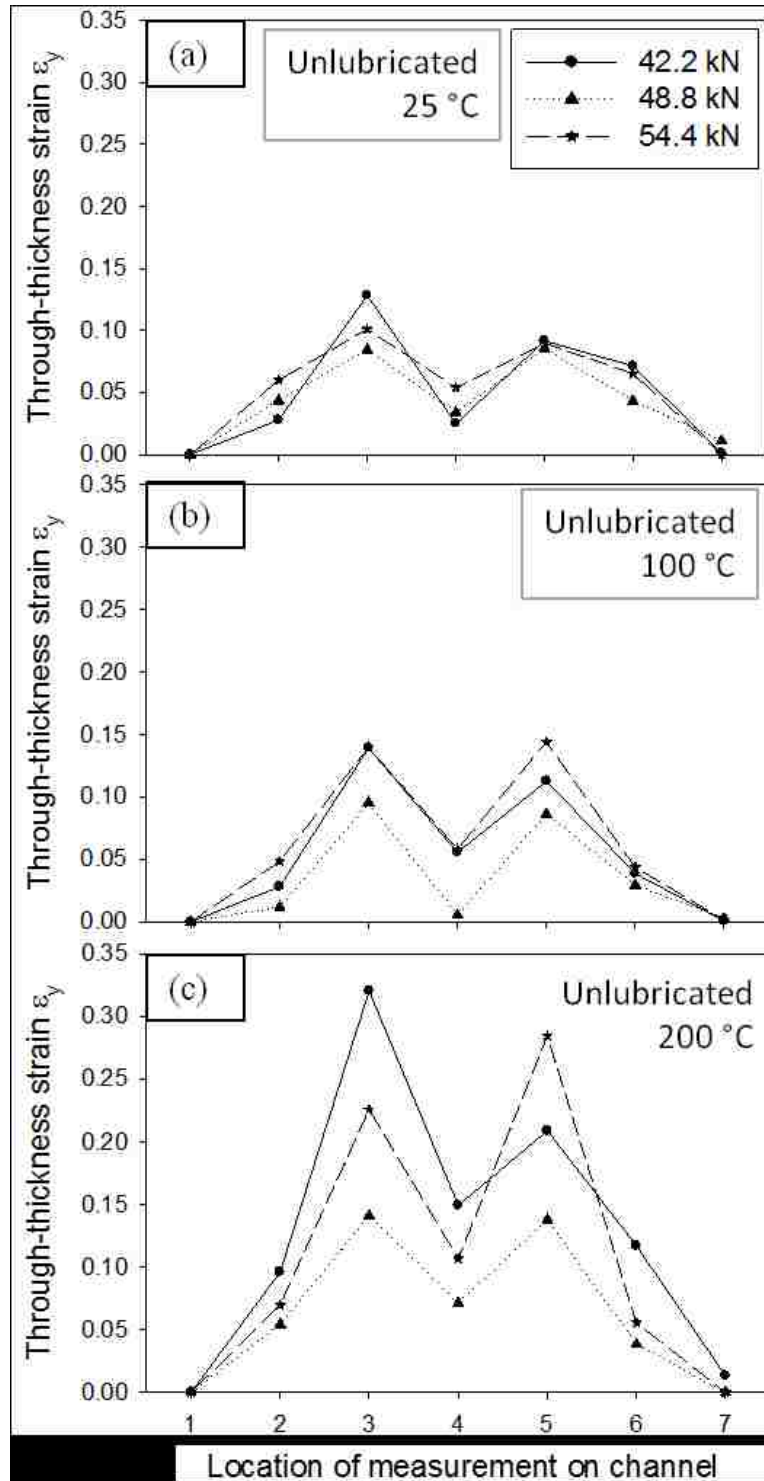 (a)
Unlubricated
25 °C
42.2 kN
48.8 kN
54.4 kN
Through-thickness strain εy
0.35
0.30
0.25
0.20
0.15
0.10
0.05
0.00
(b)
Unlubricated
100 °C
Through-thickness strain εy
0.35
0.30
0.25
0.20
0.15
0.10
0.05
0.00
(c)
Unlubricated
200 °C
Through-thickness strain εy
0.35
0.30
0.25
0.20
0.15
0.10
0.05
0.00
1 2 3 4 5 6 7
Location of measurement on channel